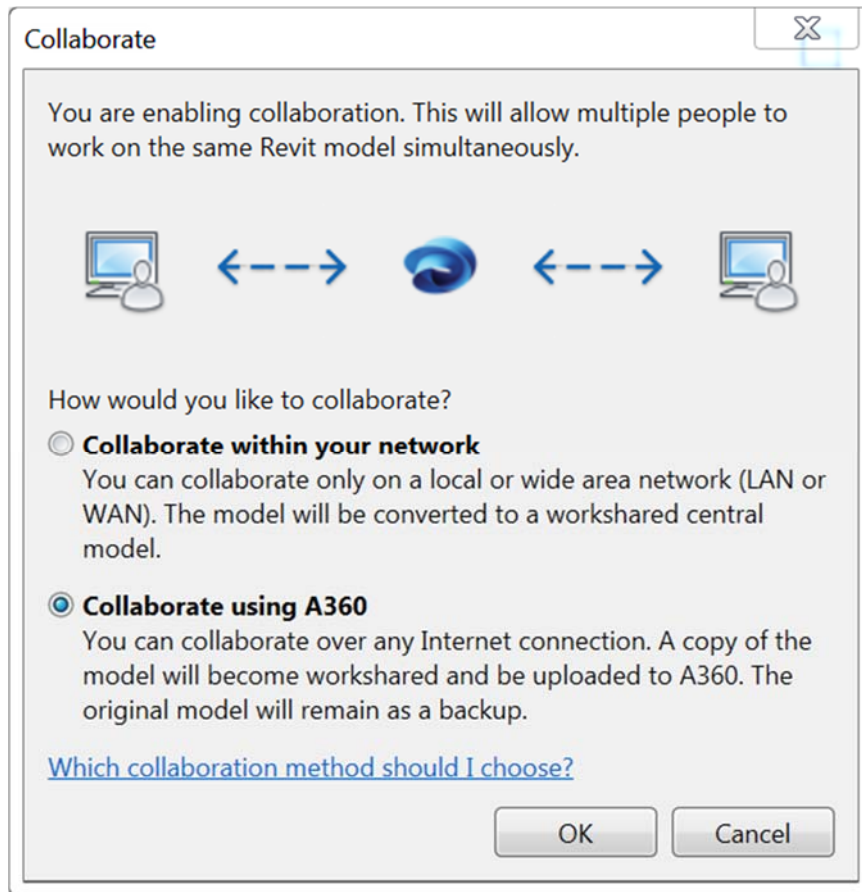 Collaborate
You are enabling collaboration. This will allow multiple people to
work on the same Revit model simultaneously.
How would you like to collaborate?
Collaborate within your network
You can collaborate only on a local or wide area network (LAN or
WAN). The model will be converted to a workshared central
model.
Collaborate using A360
You can collaborate over any Internet connection. A copy of the
model will become workshared and be uploaded to A360. The
original model will remain as a backup.
Which collaboration method should I choose?
OK Cancel